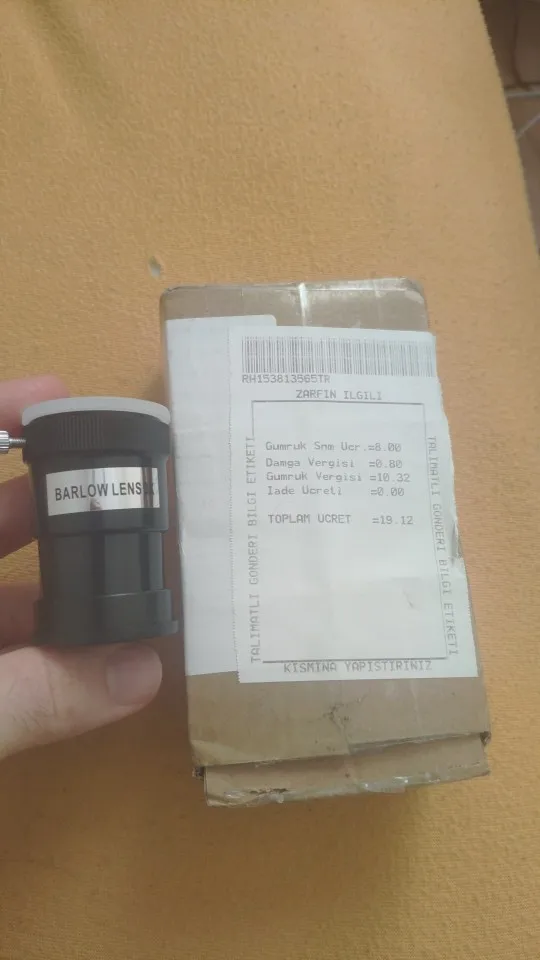 BARLOW LENS
RH153813565TR
ZARFIN ILGILI
TALIMATLI GONDERI BILGI ETIKETI
Gumruk Snm Ucr.=8.00
Damga Vergisi =0.80
Gumruk Vergisi =10.32
Iade Ucreti =0.00
TOPLAM UCRET =19.12
TALIMATLI GONDERI BILGI ETIKETI
KISMINA YAPISTIRINIZ